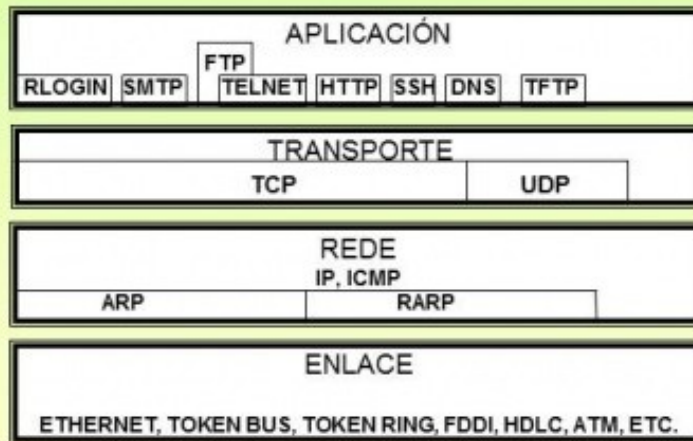 APLICACIÓN
FTP
RLOGIN SMTP TELNET HTTP SSH DNS TFTP
TRANSPORTE
TCP UDP
REDE
IP, ICMP
ARP RARP
ENLACE
ETHERNET, TOKEN BUS, TOKEN RING, FDDI, HDLC, ATM, ETC.